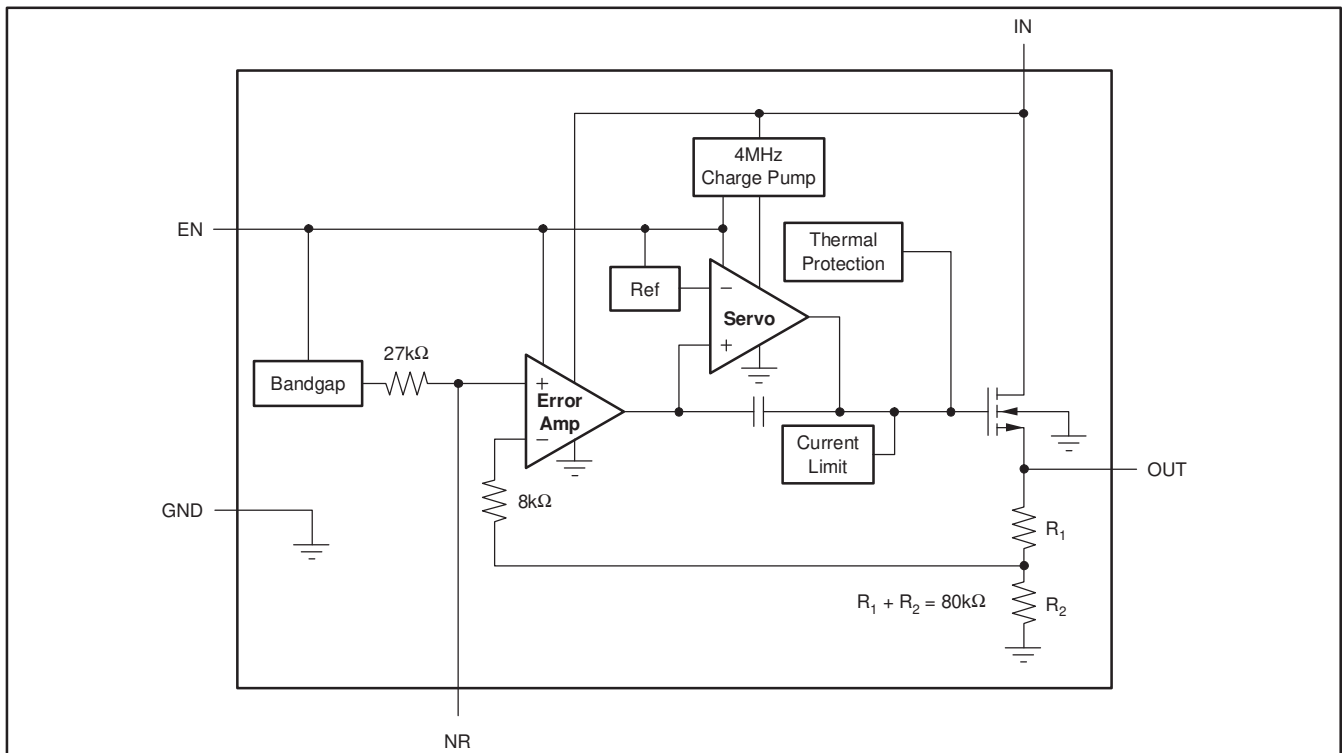 IN
4MHz
Charge Pump
EN
Thermal
Protection
Ref
−
Servo
+
27kΩ
Bandgap
+
Error
Amp
−
Current
Limit
OUT
8kΩ
GND
R1
R1 + R2 = 80kΩ
R2
NR